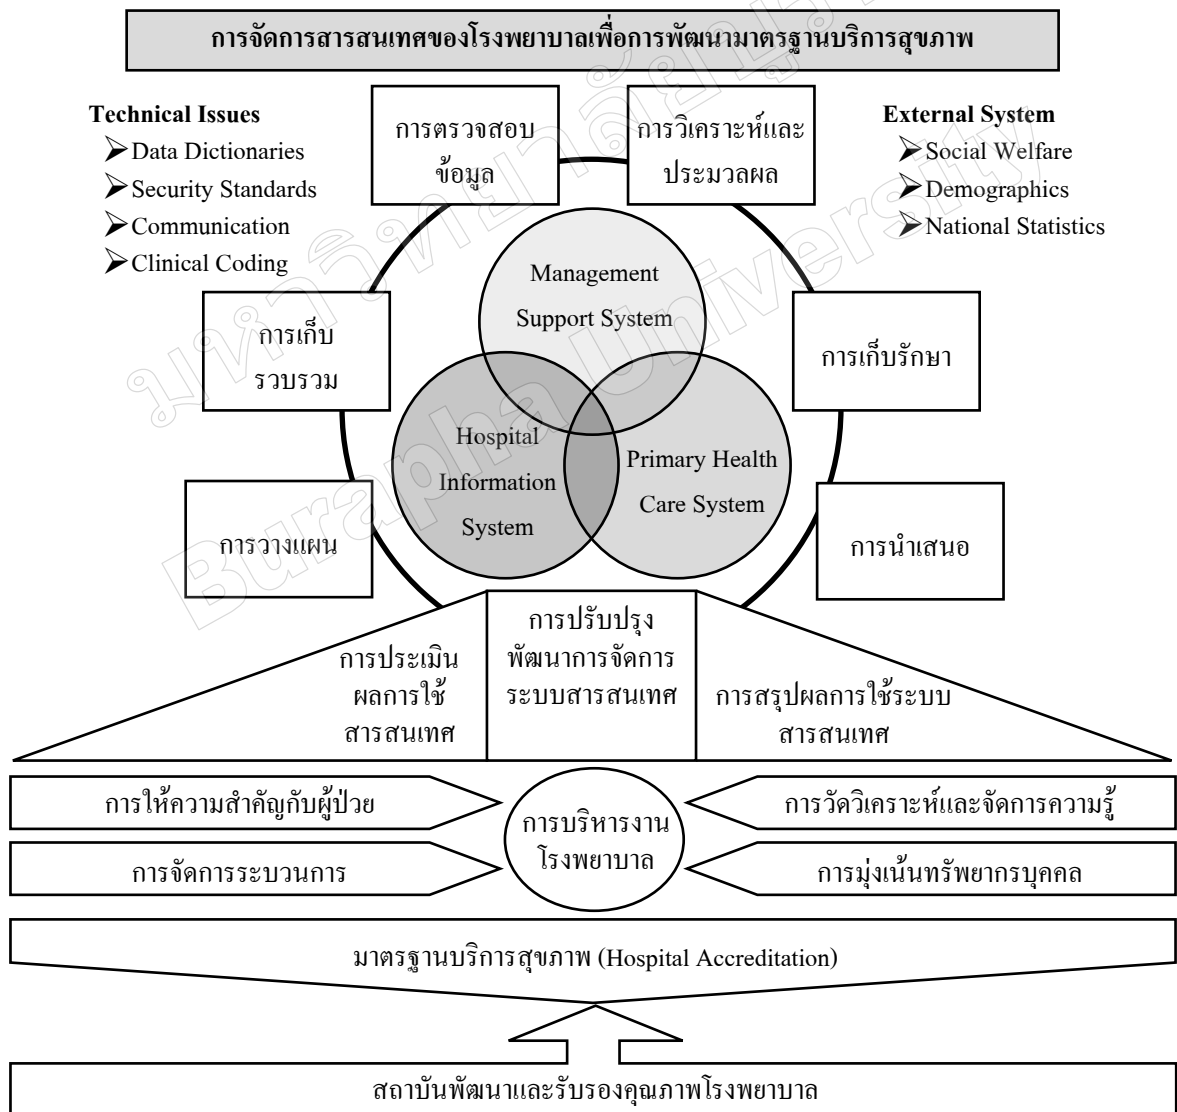 การจัดการสารสนเทศของโรงพยาบาลเพื่อการพัฒนามาตรฐานบริการสุขภาพ
Technical Issues
Data Dictionaries
Security Standards
Communication
Clinical Coding
การตรวจสอบ
ข้อมูล
การวิเคราะห์และ
ประมวลผล
External System
Social Welfare
Demographics
National Statistics
Management
Support System
การเก็บ
รวบรวม
การเก็บรักษา
Hospital
Information
System
Primary Health
Care System
การวางแผน
การนำเสนอ
การประเมิน
ผลการใช้
สารสนเทศ
การปรับปรุง
พัฒนาการจัดการ
ระบบสารสนเทศ
การสรุปผลการใช้ระบบ
สารสนเทศ
การให้ความสำคัญกับผู้ป่วย
การจัดการระบวนการ
การบริหารงาน
โรงพยาบาล
การวัดวิเคราะห์และจัดการความรู้
การมุ่งเน้นทรัพยากรบุคคล
มาตรฐานบริการสุขภาพ (Hospital Accreditation)
สถาบันพัฒนาและรับรองคุณภาพโรงพยาบาล
มหาวิทยาลัยบูรพา
Burapha University